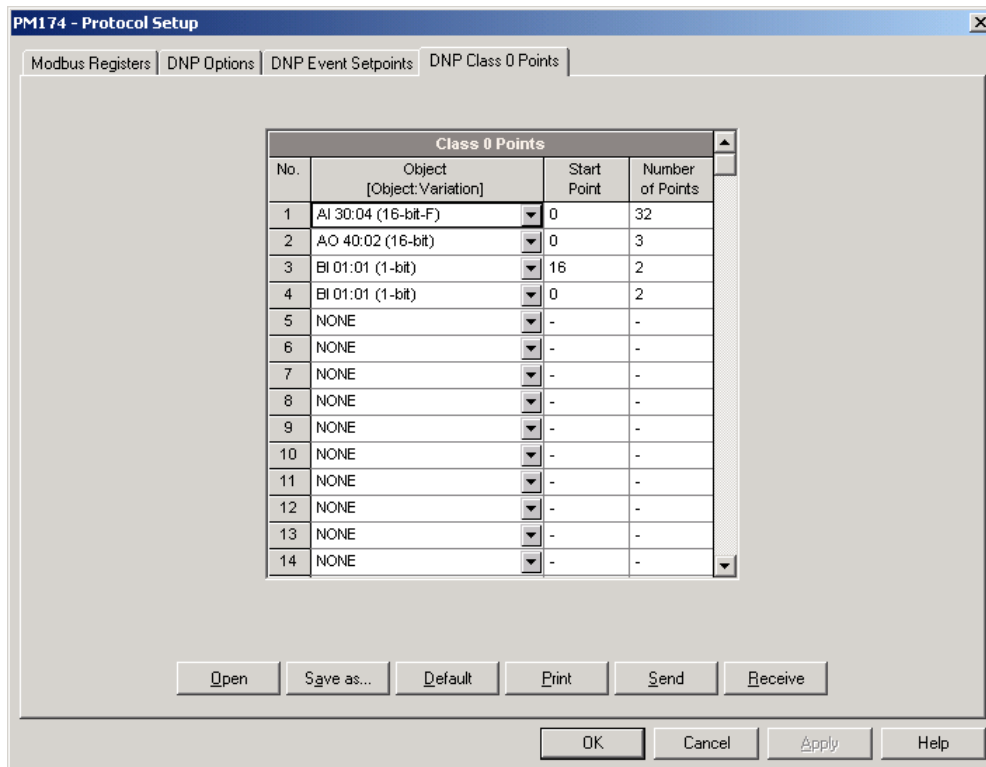 PM174 - Protocol Setup
Modbus Registers DNP Options DNP Event Setpoints DNP Class 0 Points
Class 0 Points
No. Object Start Number
[Object:Variation] Point of Points
1 AI 30:04 (16-bit-F) 0 32
2 AO 40:02 (16-bit) 0 3
3 BI 01:01 (1-bit) 16 2
4 BI 01:01 (1-bit) 0 2
5 NONE - -
6 NONE - -
7 NONE - -
8 NONE - -
9 NONE - -
10 NONE - -
11 NONE - -
12 NONE - -
13 NONE - -
14 NONE - -
Open Save as... Default Print Send Receive
OK Cancel Apply Help